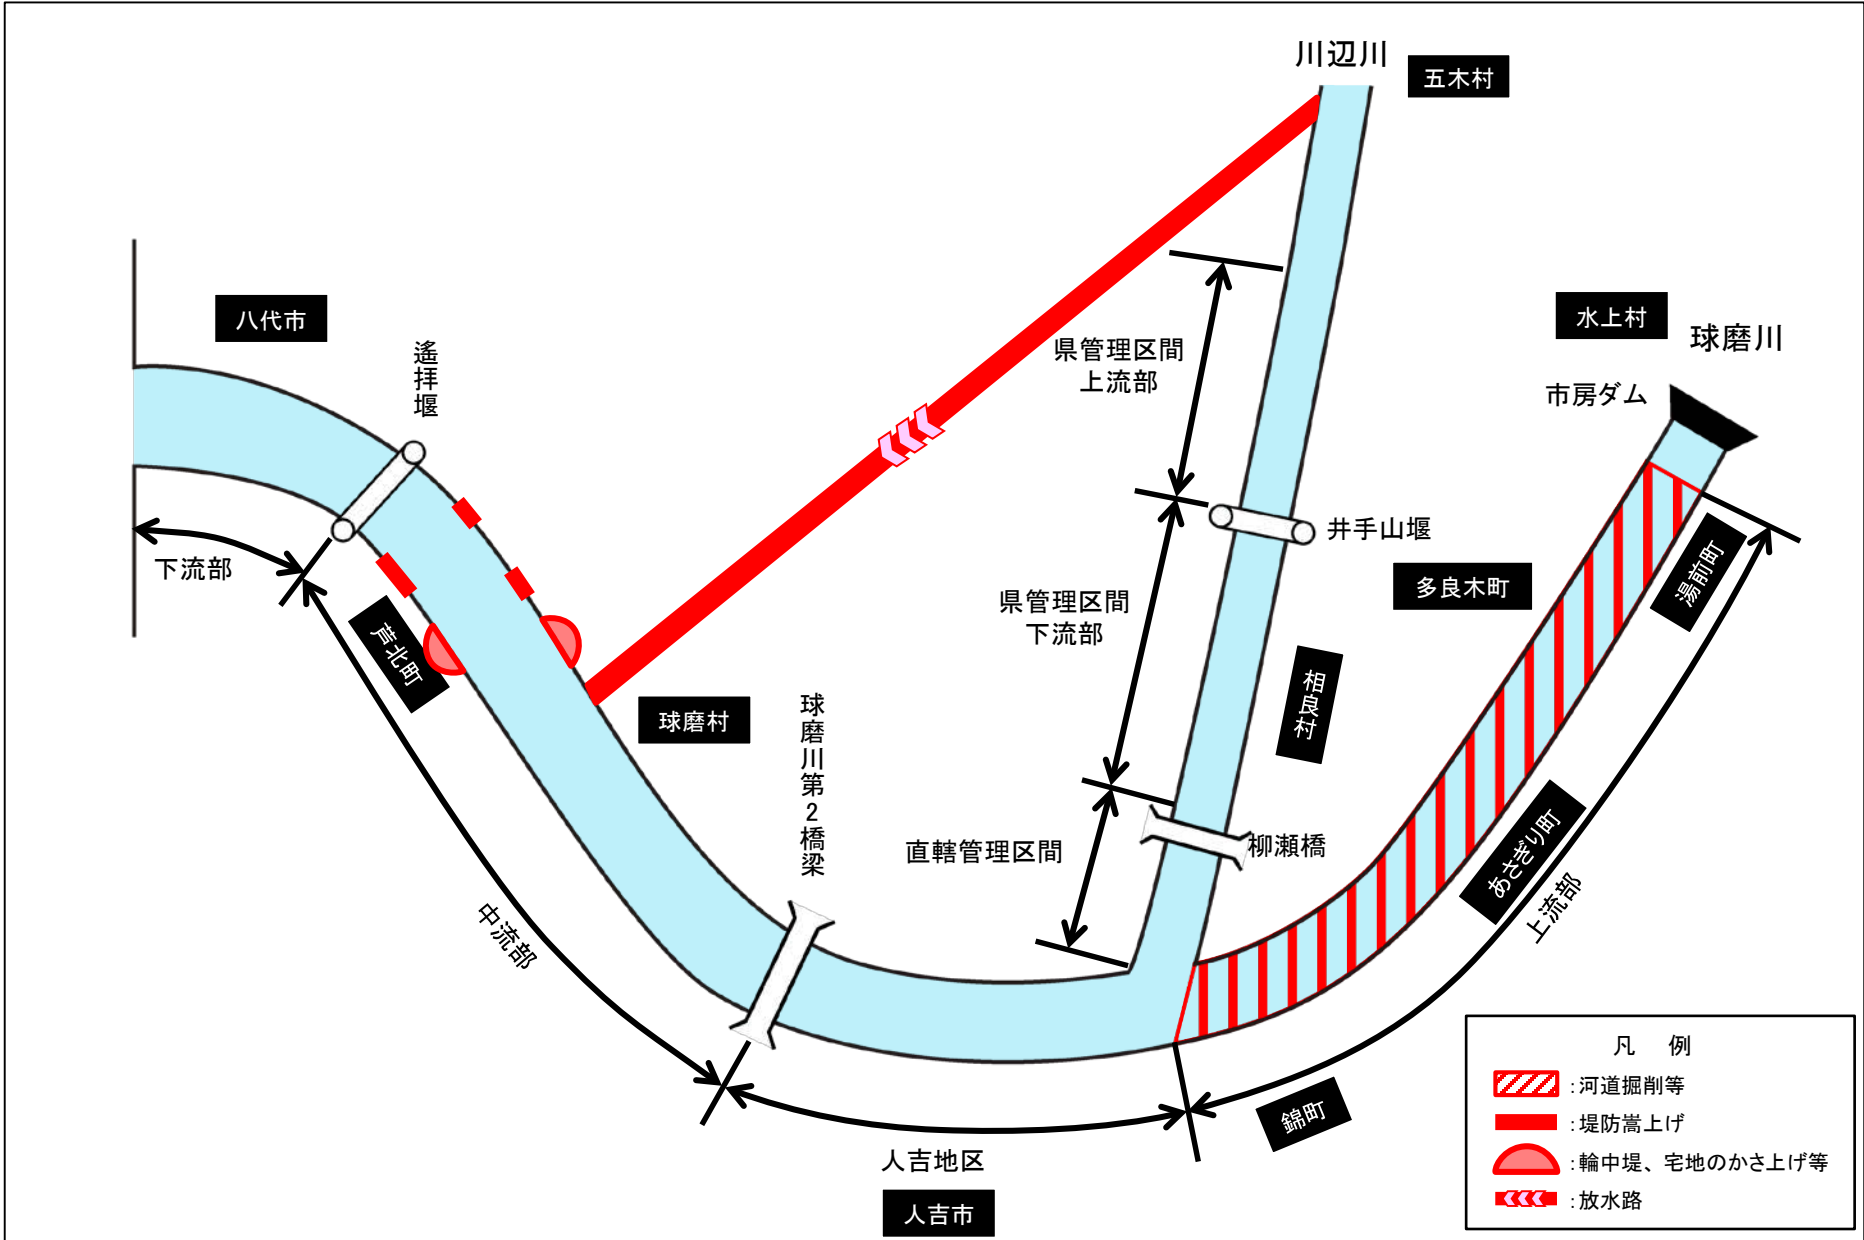 川辺川
五木村
八代市
遙拝堰
水上村
球磨川
市房ダム
県管理区間
上流部
井手山堰
下流部
多良木町
湯前町
県管理区間
下流部
芦北町
相良村
球磨村
球磨川第2橋梁
柳瀬橋
直轄管理区間
あさぎり町
上流部
中流部
錦町
人吉地区
人吉市
凡 例
:河道掘削等
:堤防嵩上げ
:輪中堤、宅地のかさ上げ等
:放水路